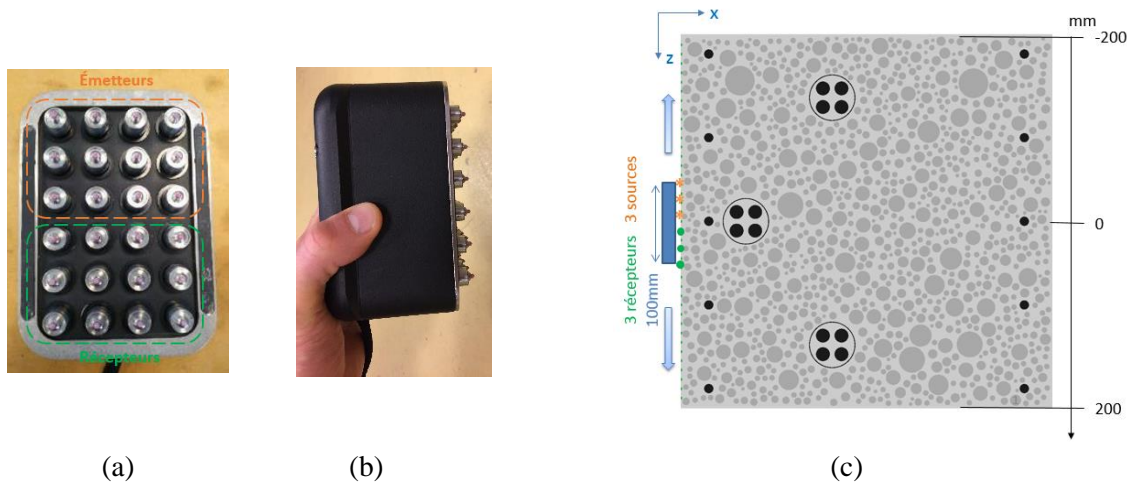 Émetteurs
Récepteurs
(a)
(b)
x
z
mm
-200
0
200
3 sources
3 récepteurs
100mm
(c)